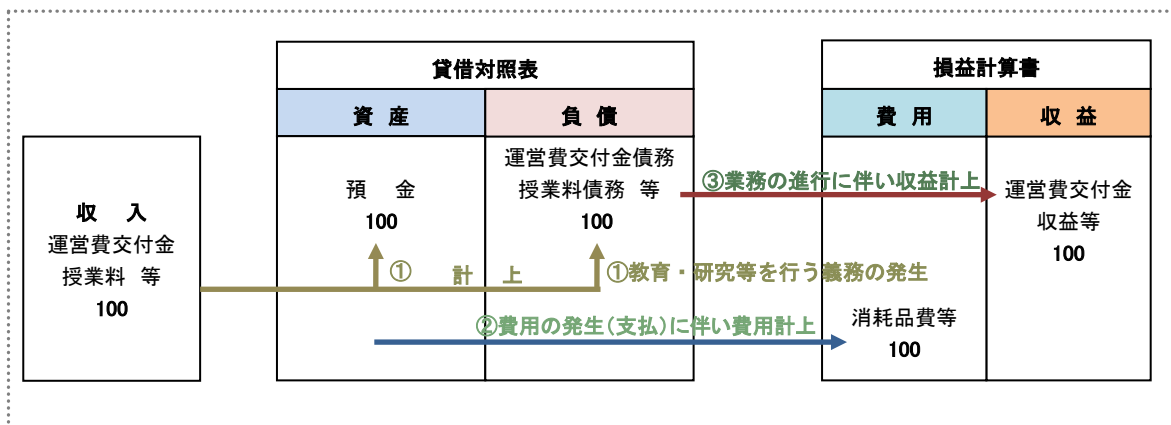 貸借対照表
損益計算書
資 産
負 債
費 用
収 益
収 入
運営費交付金
授業料 等
100
預 金
100
運営費交付金債務
授業料債務 等
100
③業務の進行に伴い収益計上
運営費交付金
収益等
100
① 計 上
①教育・研究等を行う義務の発生
②費用の発生(支払)に伴い費用計上
消耗品費等
100